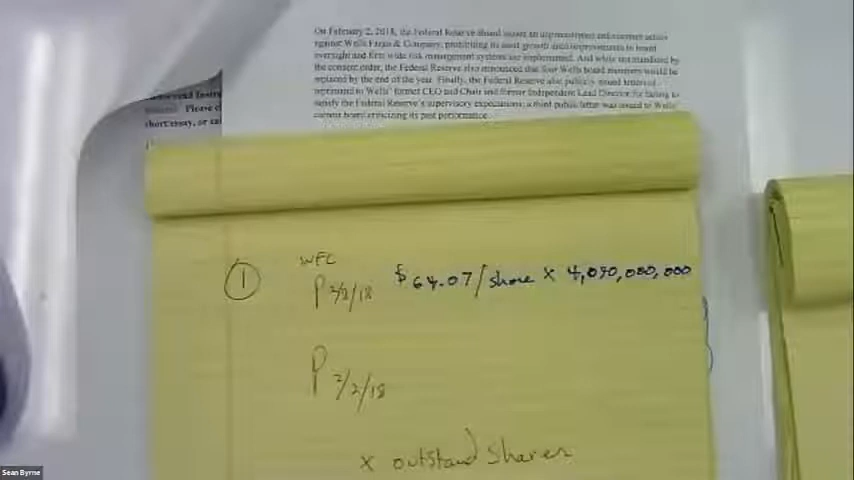 On February 2, 2018, the Federal Reserve Board issued an unprecedented enforcement action
against Wells Fargo & Company, prohibiting its asset growth until improvements to board
oversight and firm wide risk management systems are implemented. And while not mandated by
the consent order, the Federal Reserve also announced that four Wells board members would be
replaced by the end of the year. Finally, the Federal Reserve also publicly issued letters of
reprimand to Wells' former CEO and Chair and former Independent Lead Director for failing to
satisfy the Federal Reserve's supervisory expectations; a third public letter was issued to Wells'
current board criticizing its past performance.
Please
short essay, or
1 WFC
P 2/2/18 $64.07/share x 4,090,000,000
P 2/2/18
x outstand shares
Sean Byrne